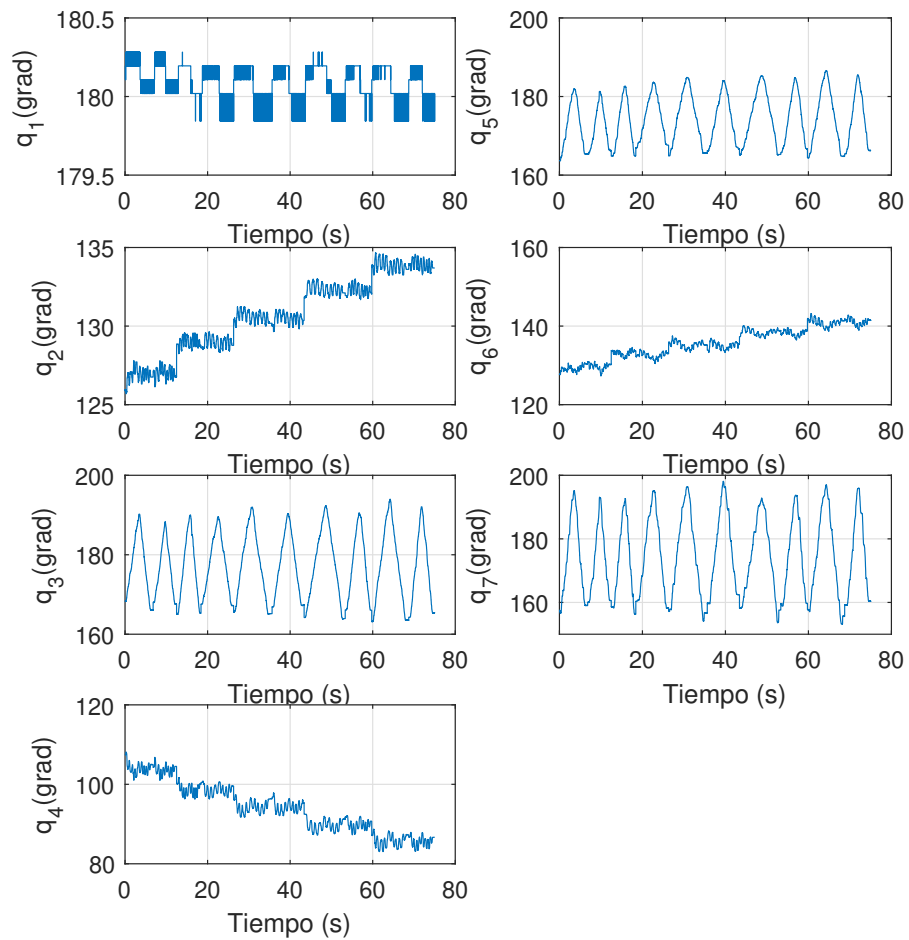 180.5
180
179.5
q1(grad)
0 20 40 60 80
Tiempo (s)
200
180
160
q5(grad)
0 20 40 60 80
Tiempo (s)
135
130
125
q2(grad)
0 20 40 60 80
Tiempo (s)
160
140
120
q6(grad)
0 20 40 60 80
Tiempo (s)
200
180
160
q3(grad)
0 20 40 60 80
Tiempo (s)
200
180
160
q7(grad)
0 20 40 60 80
Tiempo (s)
120
100
80
q4(grad)
0 20 40 60 80
Tiempo (s)